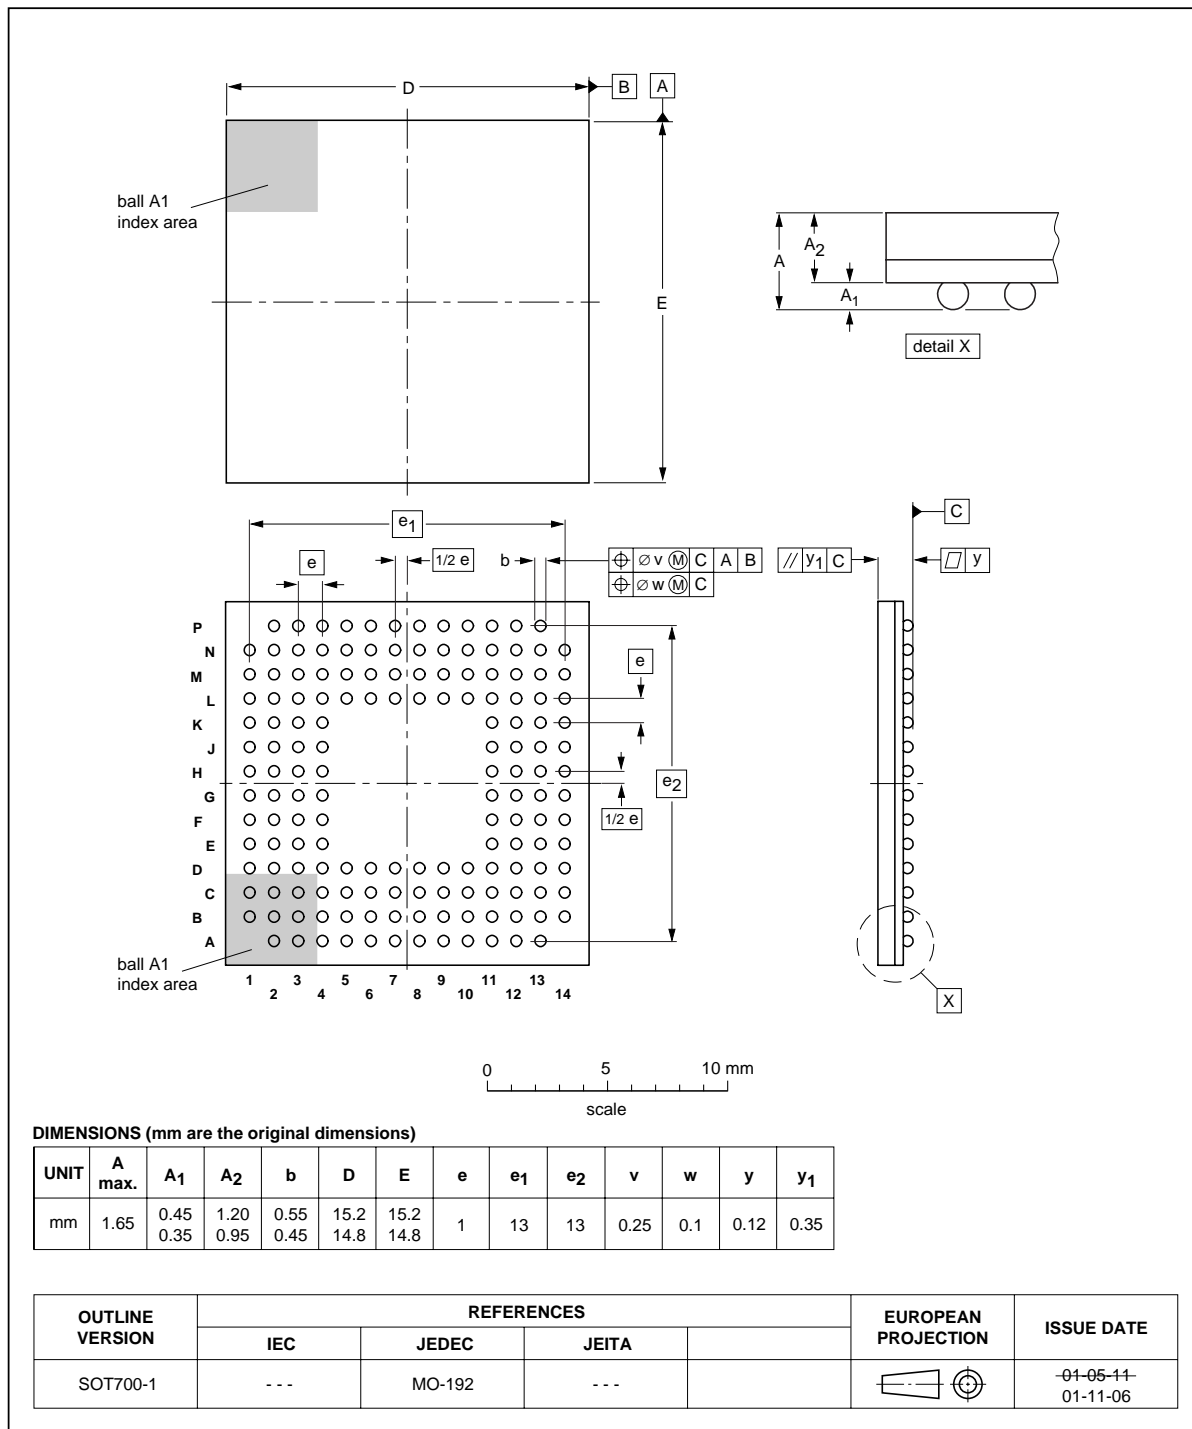 D
B
A
ball A1
index area
E
A
A2
A1
detail X
e1
e
1/2 e
b
⌖ ∅ v Ⓜ C A B
⌖ ∅ w Ⓜ C
// y1 C
C
▱ y
P
N
M
L
K
J
H
G
F
E
D
C
B
A
e
e2
1/2 e
ball A1
index area
1 3 5 7 9 11 13
2 4 6 8 10 12 14
X
0 5 10 mm
scale
DIMENSIONS (mm are the original dimensions)
UNIT A max. A1 A2 b D E e e1 e2 v w y y1
mm 1.65 0.45 0.35 1.20 0.95 0.55 0.45 15.2 14.8 15.2 14.8 1 13 13 0.25 0.1 0.12 0.35
OUTLINE VERSION REFERENCES EUROPEAN PROJECTION ISSUE DATE
IEC JEDEC JEITA
SOT700-1 - - - MO-192 - - - 01-05-11
01-11-06